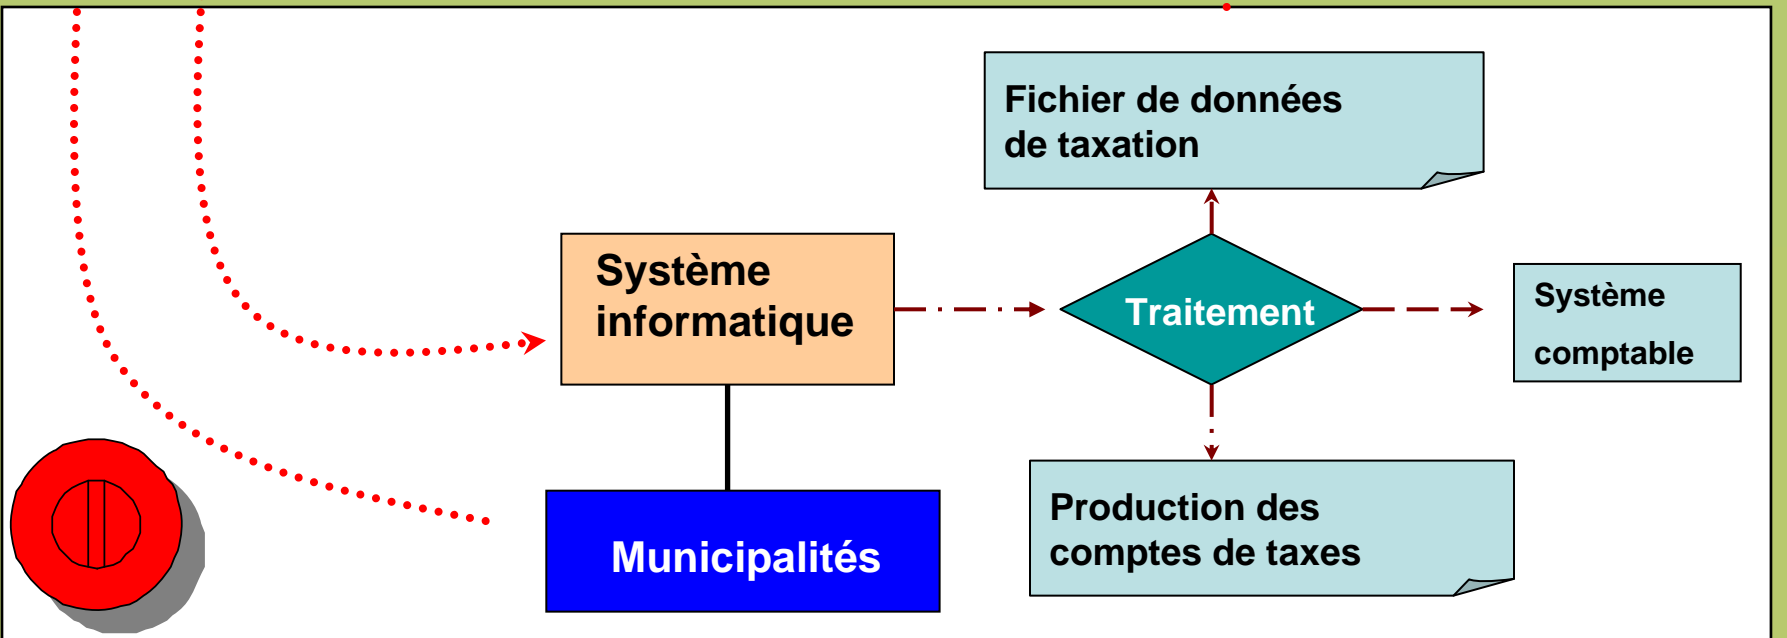 Fichier de données
de taxation
Système
informatique
Traitement
Système
comptable
Production des
comptes de taxes
Municipalités